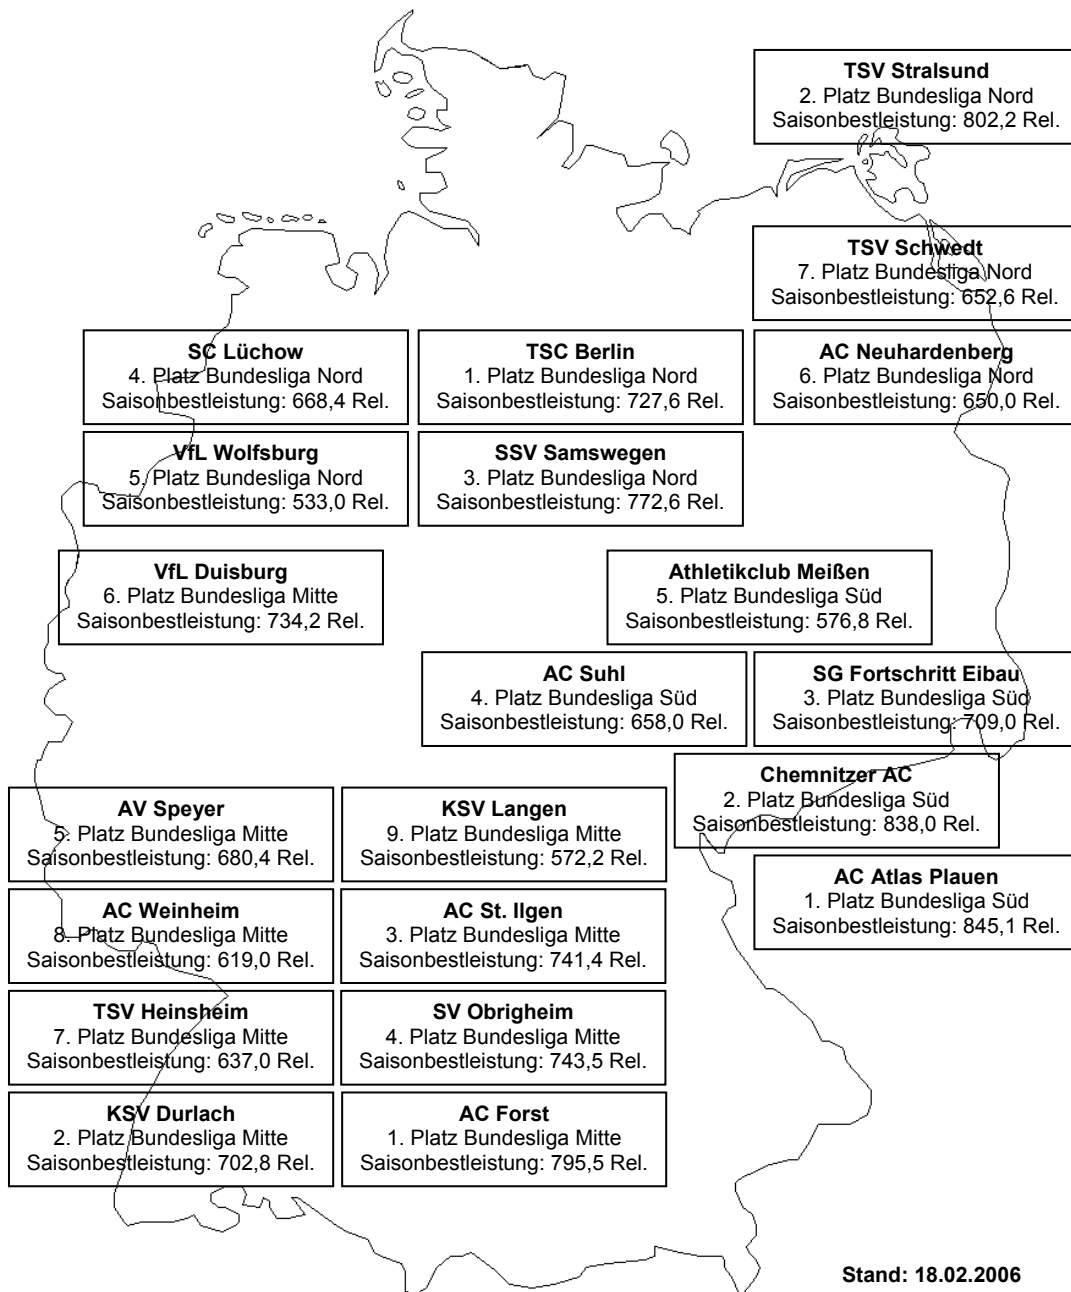 TSV Stralsund
2. Platz Bundesliga Nord
Saisonbestleistung: 802,2 Rel.
TSV Schwedt
7. Platz Bundesliga Nord
Saisonbestleistung: 652,6 Rel.
SC Lüchow
4. Platz Bundesliga Nord
Saisonbestleistung: 668,4 Rel.
TSC Berlin
1. Platz Bundesliga Nord
Saisonbestleistung: 727,6 Rel.
AC Neuhardenberg
6. Platz Bundesliga Nord
Saisonbestleistung: 650,0 Rel.
VfL Wolfsburg
5. Platz Bundesliga Nord
Saisonbestleistung: 533,0 Rel.
SSV Samswegen
3. Platz Bundesliga Nord
Saisonbestleistung: 772,6 Rel.
VfL Duisburg
6. Platz Bundesliga Mitte
Saisonbestleistung: 734,2 Rel.
Athletikclub Meißen
5. Platz Bundesliga Süd
Saisonbestleistung: 576,8 Rel.
AC Suhl
4. Platz Bundesliga Süd
Saisonbestleistung: 658,0 Rel.
SG Fortschritt Eibau
3. Platz Bundesliga Süd
Saisonbestleistung: 709,0 Rel.
Chemnitzer AC
2. Platz Bundesliga Süd
Saisonbestleistung: 838,0 Rel.
AV Speyer
5. Platz Bundesliga Mitte
Saisonbestleistung: 680,4 Rel.
KSV Langen
9. Platz Bundesliga Mitte
Saisonbestleistung: 572,2 Rel.
AC Atlas Plauen
1. Platz Bundesliga Süd
Saisonbestleistung: 845,1 Rel.
AC Weinheim
8. Platz Bundesliga Mitte
Saisonbestleistung: 619,0 Rel.
AC St. Ilgen
3. Platz Bundesliga Mitte
Saisonbestleistung: 741,4 Rel.
TSV Heinsheim
7. Platz Bundesliga Mitte
Saisonbestleistung: 637,0 Rel.
SV Obrigheim
4. Platz Bundesliga Mitte
Saisonbestleistung: 743,5 Rel.
KSV Durlach
2. Platz Bundesliga Mitte
Saisonbestleistung: 702,8 Rel.
AC Forst
1. Platz Bundesliga Mitte
Saisonbestleistung: 795,5 Rel.
Stand: 18.02.2006